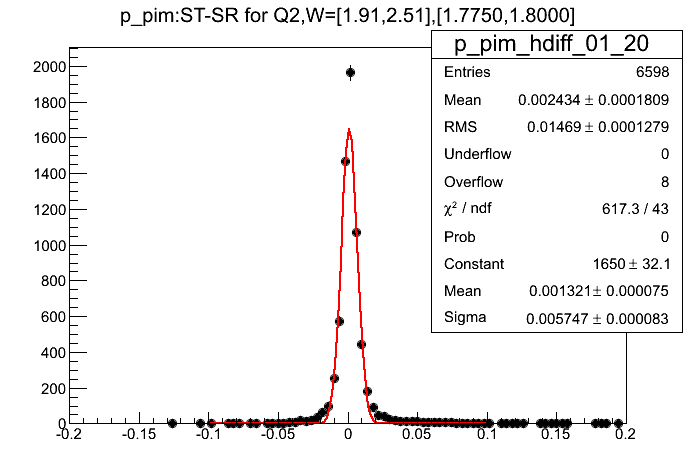 p_pim:ST-SR for Q2,W=[1.91,2.51],[1.7750,1.8000]
p_pim_hdiff_01_20
Entries 6598
Mean 0.002434 ± 0.0001809
RMS 0.01469 ± 0.0001279
Underflow 0
Overflow 8
χ² / ndf 617.3 / 43
Prob 0
Constant 1650 ± 32.1
Mean 0.001321 ± 0.000075
Sigma 0.005747 ± 0.000083
2000
1800
1600
1400
1200
1000
800
600
400
200
0
-0.2 -0.15 -0.1 -0.05 0 0.05 0.1 0.15 0.2